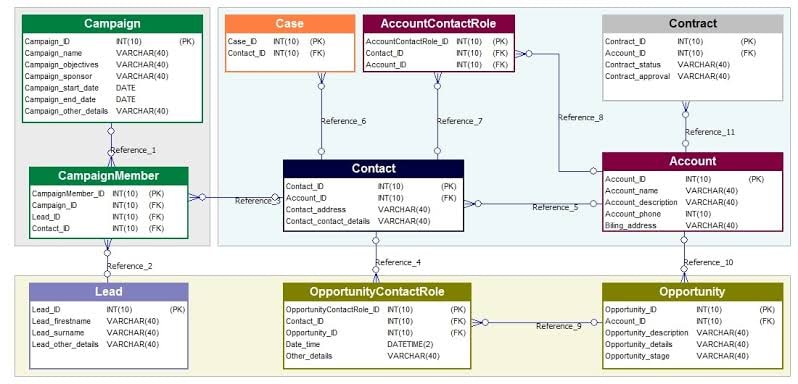 Campaign
Campaign_ID INT(10) (PK)
Campaign_name VARCHAR(40)
Campaign_objectives VARCHAR(40)
Campaign_sponsor VARCHAR(40)
Campaign_start_date DATE
Campaign_end_date DATE
Campaign_other_details VARCHAR(40)
Case
Case_ID INT(10) (PK)
Contact_ID INT(10) (FK)
AccountContactRole
AccountContactRole_ID INT(10) (PK)
Contact_ID INT(10) (FK)
Account_ID INT(10) (FK)
Contract
Contract_ID INT(10) (PK)
Account_ID INT(10) (FK)
Contract_status VARCHAR(40)
Contract_approval VARCHAR(40)
Reference_1
Reference_6
Reference_7
Reference_8
Reference_11
CampaignMember
CampaignMember_ID INT(10) (PK)
Campaign_ID INT(10) (FK)
Lead_ID INT(10) (FK)
Contact_ID INT(10) (FK)
Contact
Contact_ID INT(10) (PK)
Account_ID INT(10) (FK)
Contact_address VARCHAR(40)
Contact_contact_details VARCHAR(40)
Account
Account_ID INT(10) (PK)
Account_name VARCHAR(40)
Account_description VARCHAR(40)
Account_phone INT(10)
Biling_address VARCHAR(40)
Reference_5
Reference_2
Reference_4
Reference_10
Lead
Lead_ID INT(10) (PK)
Lead_firestname VARCHAR(40)
Lead_surname VARCHAR(40)
Lead_other_details VARCHAR(40)
OpportunityContactRole
OpportunityContactRole_ID INT(10) (PK)
Contact_ID INT(10) (FK)
Opportunity_ID INT(10) (FK)
Date_time DATETIME(2)
Other_details VARCHAR(40)
Reference_9
Opportunity
Opportunity_ID INT(10) (PK)
Account_ID INT(10) (FK)
Opportunity_description VARCHAR(40)
Opportunity_details VARCHAR(40)
Opportunity_stage VARCHAR(40)